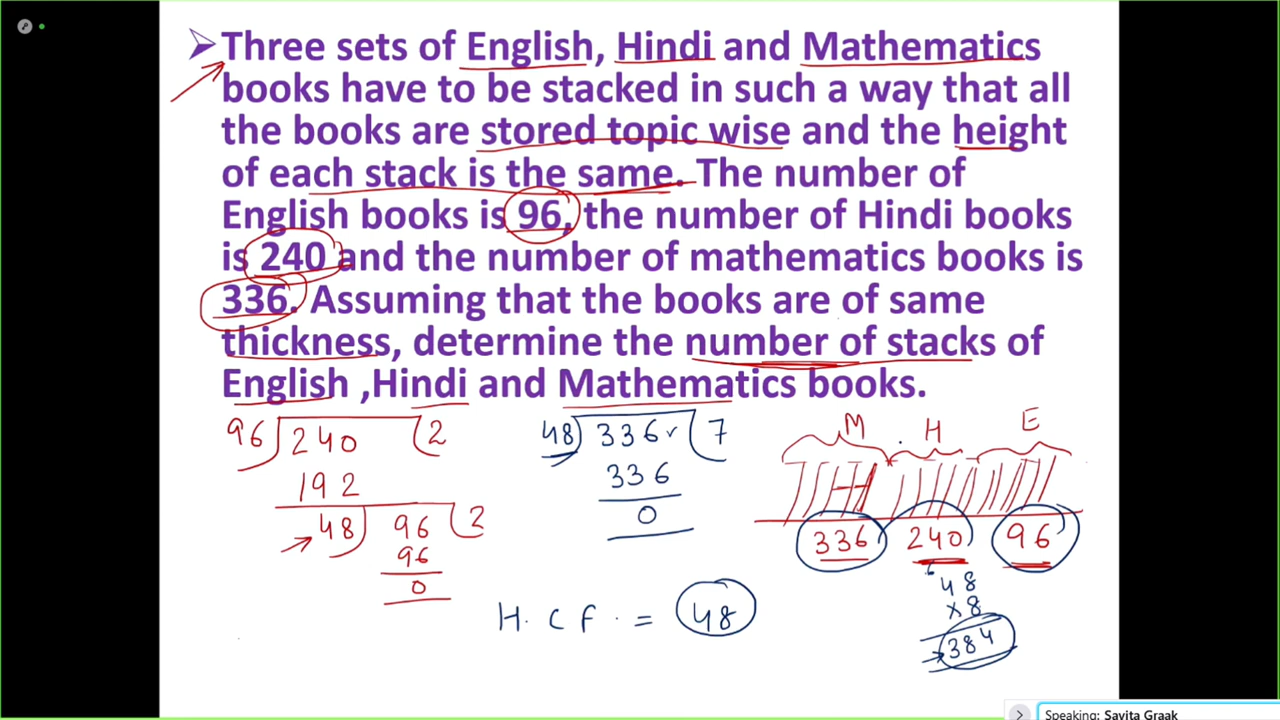 Three sets of English, Hindi and Mathematics
books have to be stacked in such a way that all
the books are stored topic wise and the height
of each stack is the same. The number of
English books is 96, the number of Hindi books
is 240 and the number of mathematics books is
336. Assuming that the books are of same
thickness, determine the number of stacks of
English ,Hindi and Mathematics books.
96) 240 (2
192
48) 96 (2
96
0
48) 336 (7
336
0
H. C F. = 48
M H E
336 240 96
48
×8
384
Speaking: Savita Graak